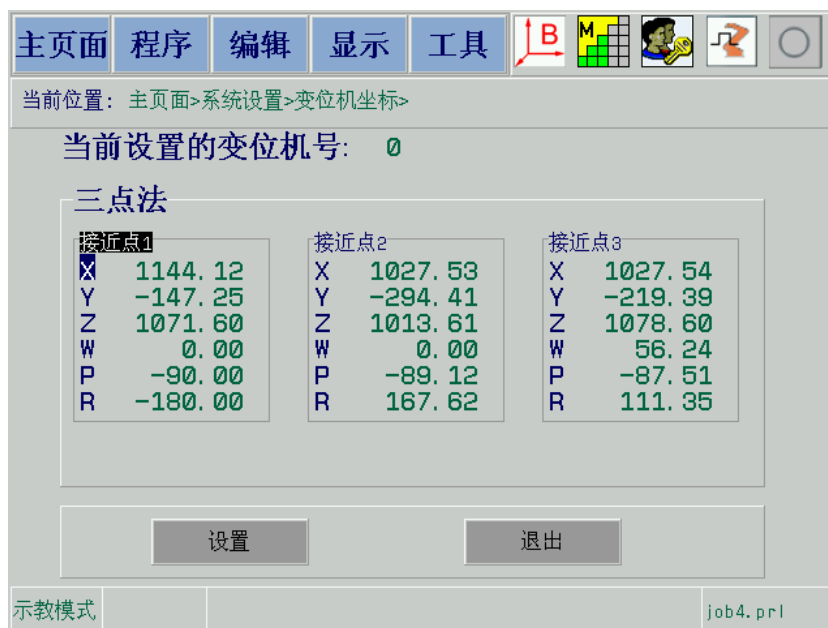 主页面 程序 编辑 显示 工具 B M
当前位置: 主页面>系统设置>变位机坐标>
当前设置的变位机号: 0
三点法
接近点1 接近点2 接近点3
X 1144.12 X 1027.53 X 1027.54
Y -147.25 Y -294.41 Y -219.39
Z 1071.60 Z 1013.61 Z 1078.60
W 0.00 W 0.00 W 56.24
P -90.00 P -89.12 P -87.51
R -180.00 R 167.62 R 111.35
设置 退出
示教模式 job4.prl